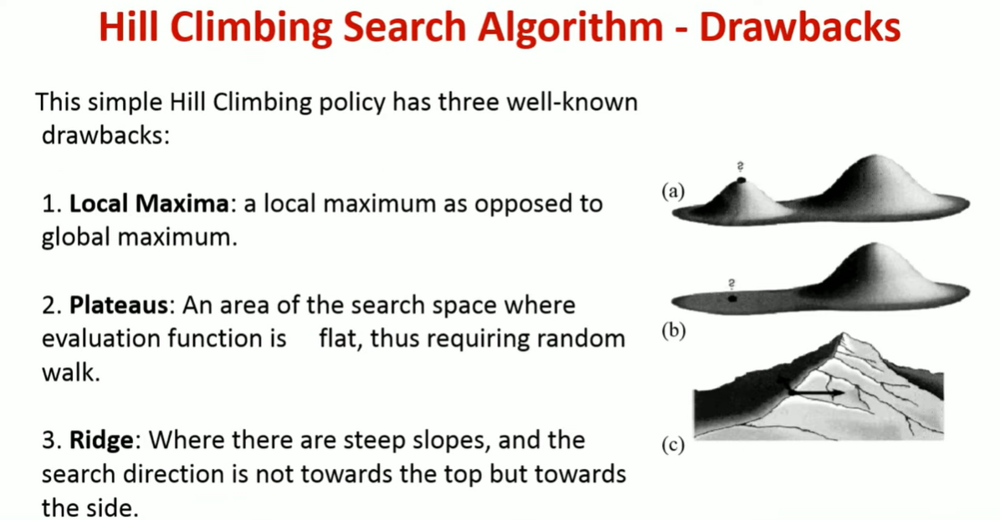 Hill Climbing Search Algorithm - Drawbacks
This simple Hill Climbing policy has three well-known
drawbacks:
1. Local Maxima: a local maximum as opposed to
global maximum.
2. Plateaus: An area of the search space where
evaluation function is flat, thus requiring random
walk.
3. Ridge: Where there are steep slopes, and the
search direction is not towards the top but towards
the side.
(a)
?
(b)
?
(c)